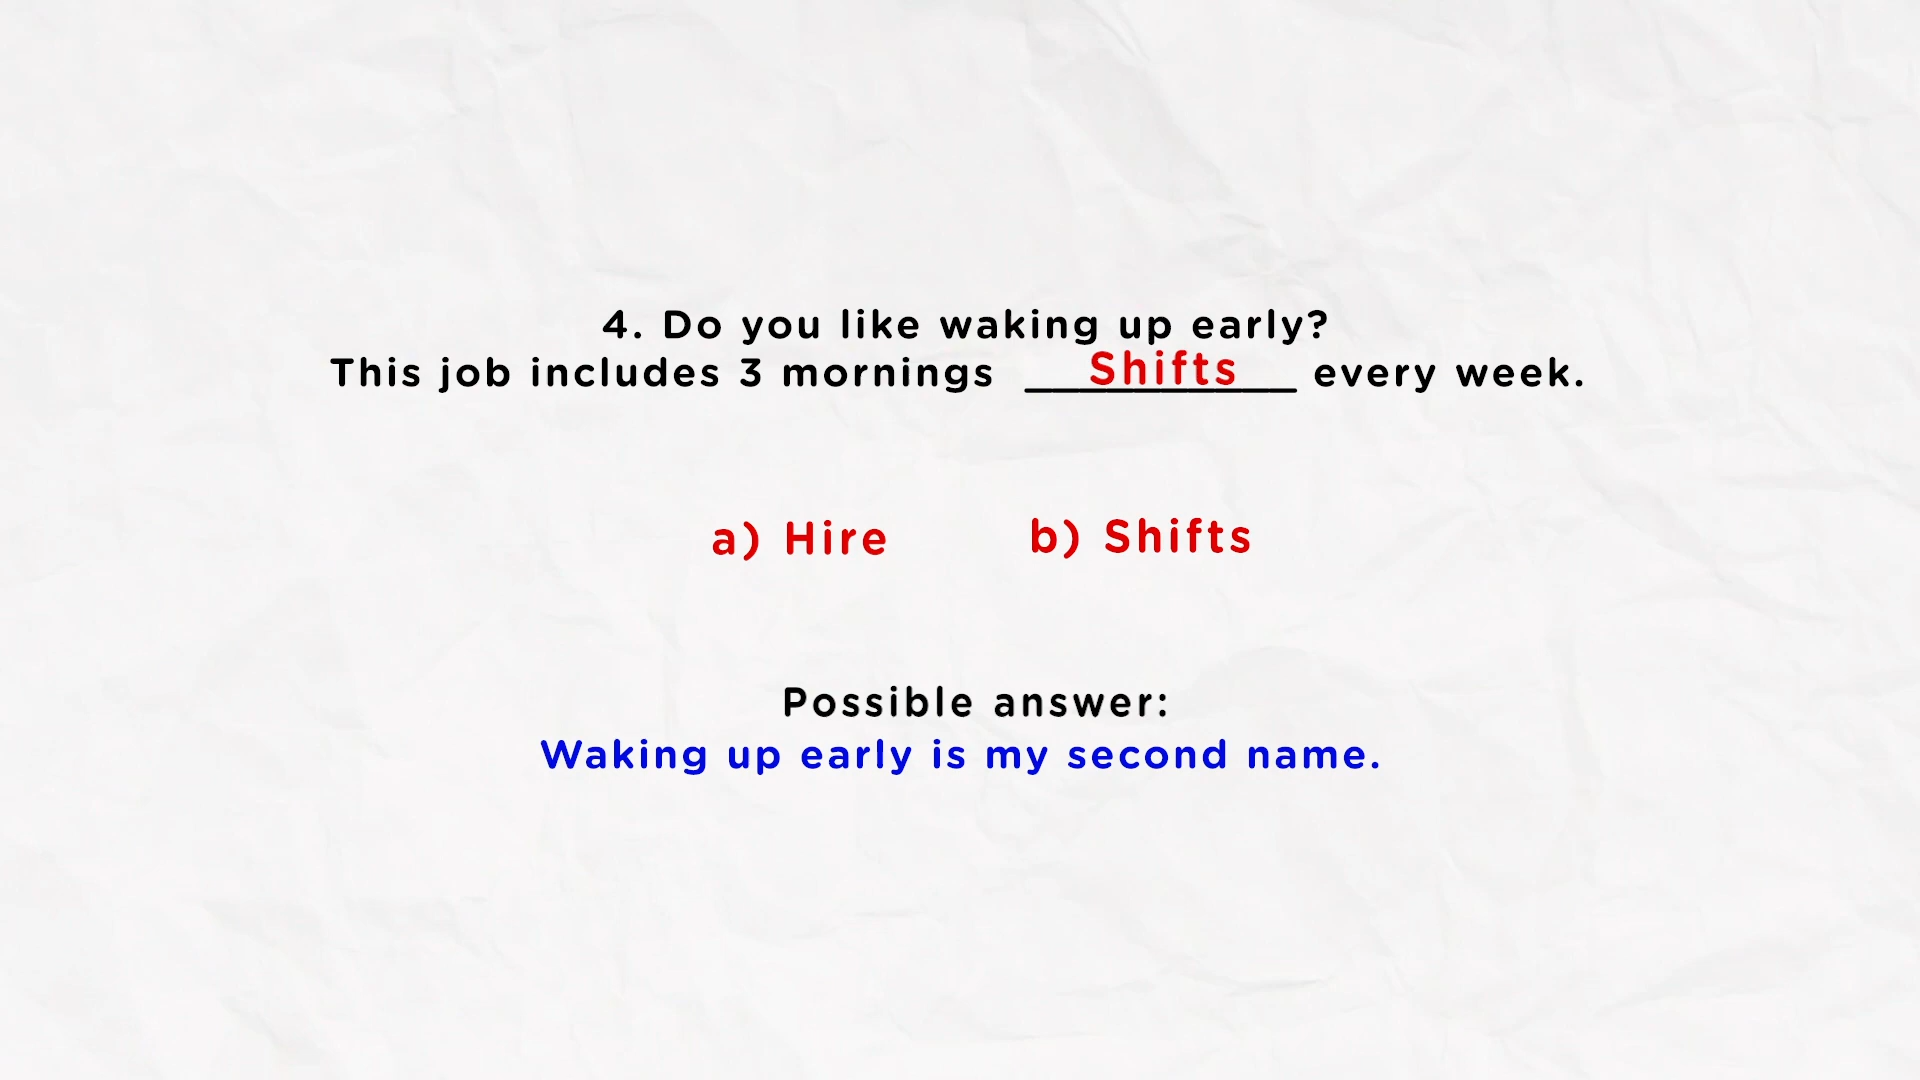 4. Do you like waking up early?
This job includes 3 mornings Shifts every week.
a) Hire b) Shifts
Possible answer:
Waking up early is my second name.